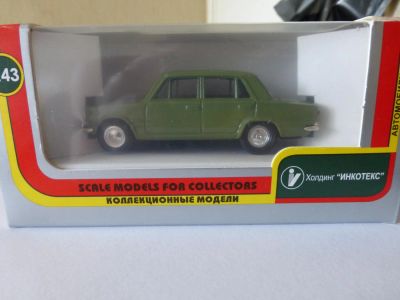 43
SCALE MODELS FOR COLLECTORS
КОЛЛЕКЦИОННЫЕ МОДЕЛИ
Холдинг "ИНКОТЕКС"